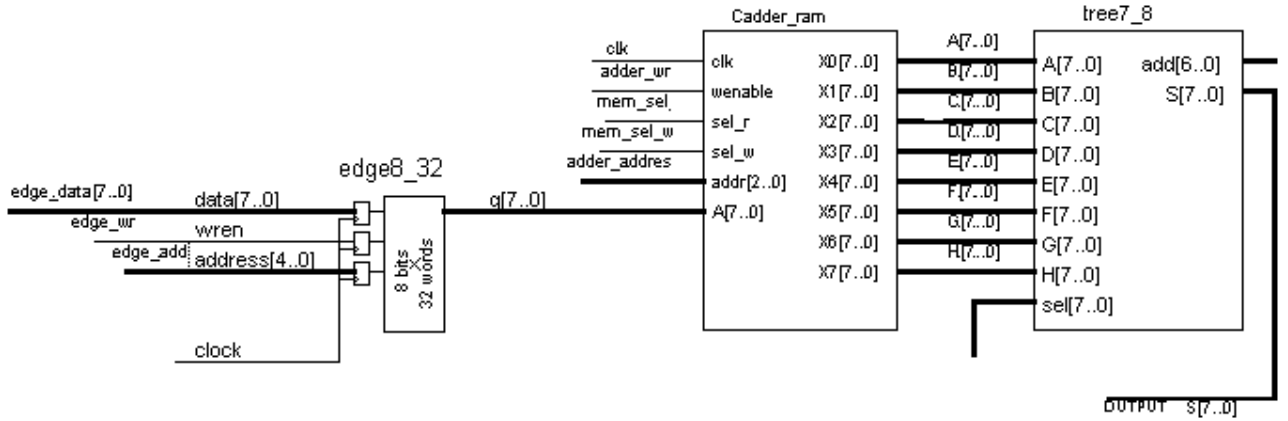 Cadder_ram
tree7_8
clk
adder_wr
mem_sel_
mem_sel_w
adder_addres
clk
wenable
sel_r
sel_w
addr[2..0]
A[7..0]
X0[7..0]
X1[7..0]
X2[7..0]
X3[7..0]
X4[7..0]
X5[7..0]
X6[7..0]
X7[7..0]
A[7..0]
B[7..0]
C[7..0]
D[7..0]
E[7..0]
F[7..0]
G[7..0]
H[7..0]
A[7..0]
B[7..0]
C[7..0]
D[7..0]
E[7..0]
F[7..0]
G[7..0]
H[7..0]
sel[7..0]
add[6..0]
S[7..0]
edge8_32
edge_data[7..0]
data[7..0]
q[7..0]
edge_wr
wren
edge_add
address[4..0]
8 bits
×
32 words
clock
OUTPUT S[7..0]